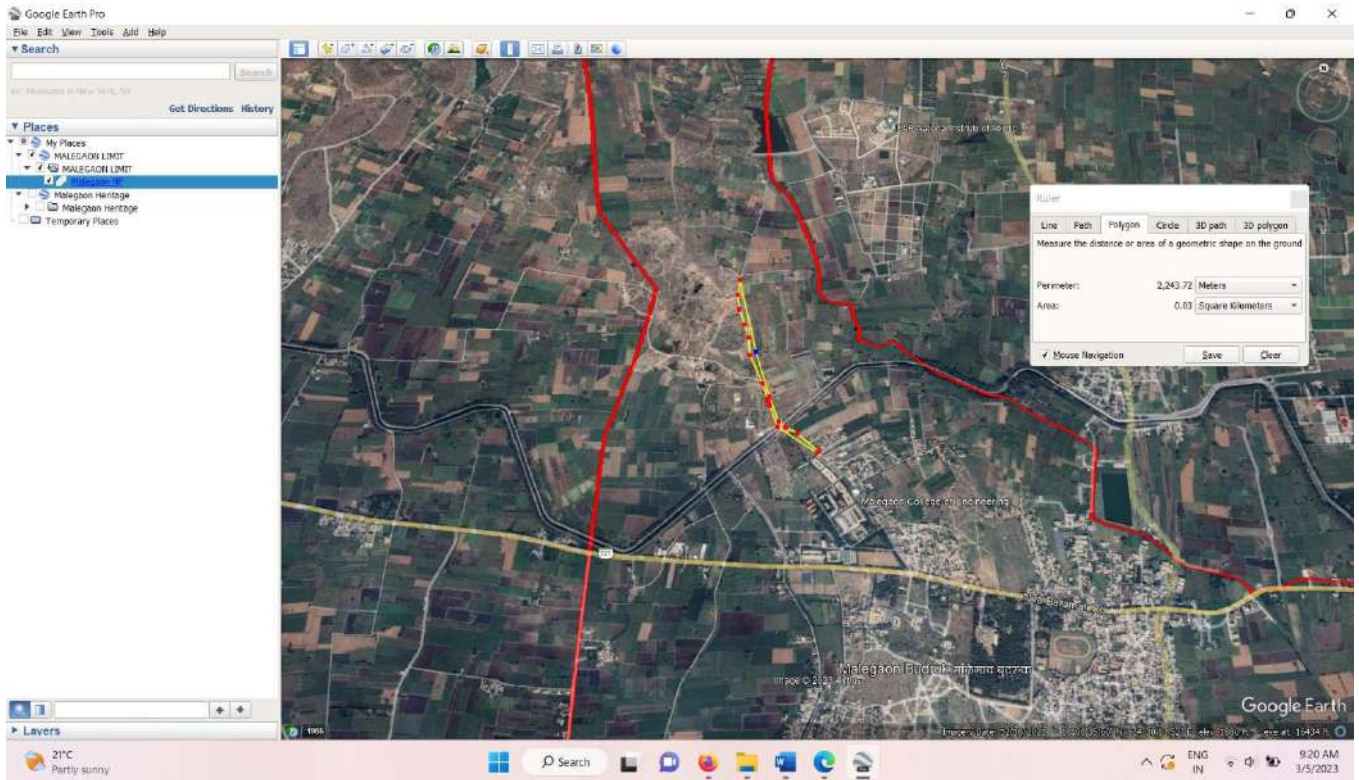 Google Earth Pro
File Edit View Tools Add Help
Search
Search
Get Directions History
Places
My Places
MALEGAON LIMIT
MALEGAON LIMIT
Malegaon NP
Malegaon Heritage
Malegaon Heritage
Temporary Places
Layers
Ruler
Line Path Polygon Circle 3D path 3D polygon
Measure the distance or area of a geometric shape on the ground
Perimeter: 2,243.72 Meters
Area: 0.03 Square Kilometers
Mouse Navigation Save Clear
Malegaon College of Engineering
Malegaon Budruk माळेगाव बुद्रुक
Google Earth
1985
21°C
Partly sunny
Search
ENG
IN
9:20 AM
3/5/2023